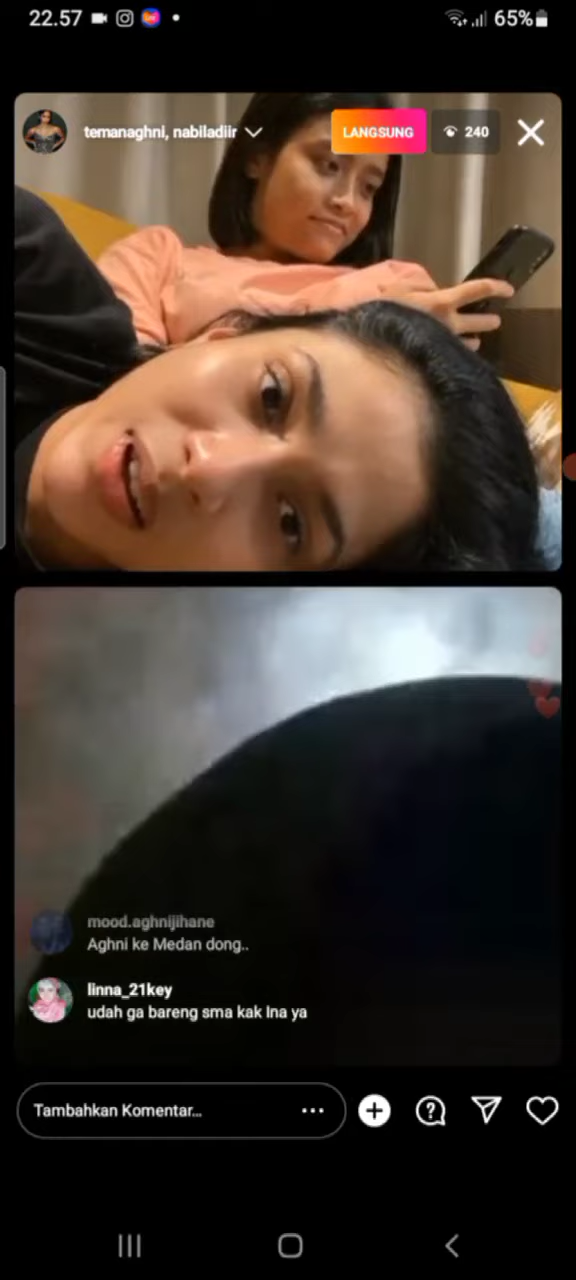 22.57
65%
temanaghni, nabiladiir
LANGSUNG
240
mood.aghnijihane
Aghni ke Medan dong..
linna_21key
udah ga bareng sma kak Ina ya
Tambahkan Komentar...